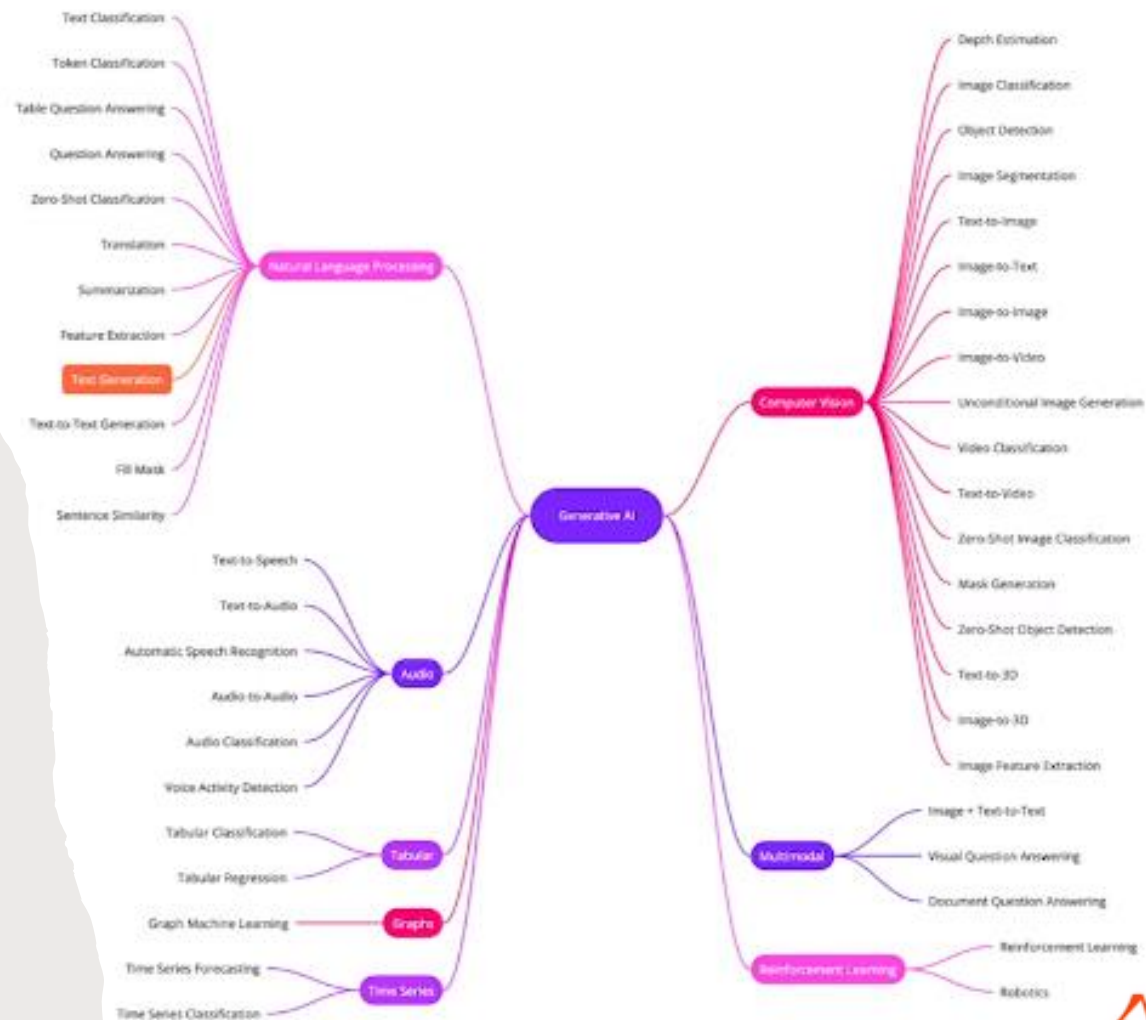 Text Classification
Token Classification
Table Question Answering
Question Answering
Zero-Shot Classification
Translation
Summarization
Feature Extraction
Text Generation
Text-to-Text Generation
Fill Mask
Sentence Similarity
Natural Language Processing
Text-to-Speech
Text-to-Audio
Automatic Speech Recognition
Audio-to-Audio
Audio Classification
Voice Activity Detection
Audio
Tabular Classification
Tabular Regression
Tabular
Graph Machine Learning
Graphs
Time Series Forecasting
Time Series Classification
Time Series
Generative AI
Computer Vision
Depth Estimation
Image Classification
Object Detection
Image Segmentation
Text-to-Image
Image-to-Text
Image-to-Image
Image-to-Video
Unconditional Image Generation
Video Classification
Text-to-Video
Zero-Shot Image Classification
Mask Generation
Zero-Shot Object Detection
Text-to-3D
Image-to-3D
Image Feature Extraction
Multimodal
Image + Text-to-Text
Visual Question Answering
Document Question Answering
Reinforcement Learning
Reinforcement Learning
Robotics